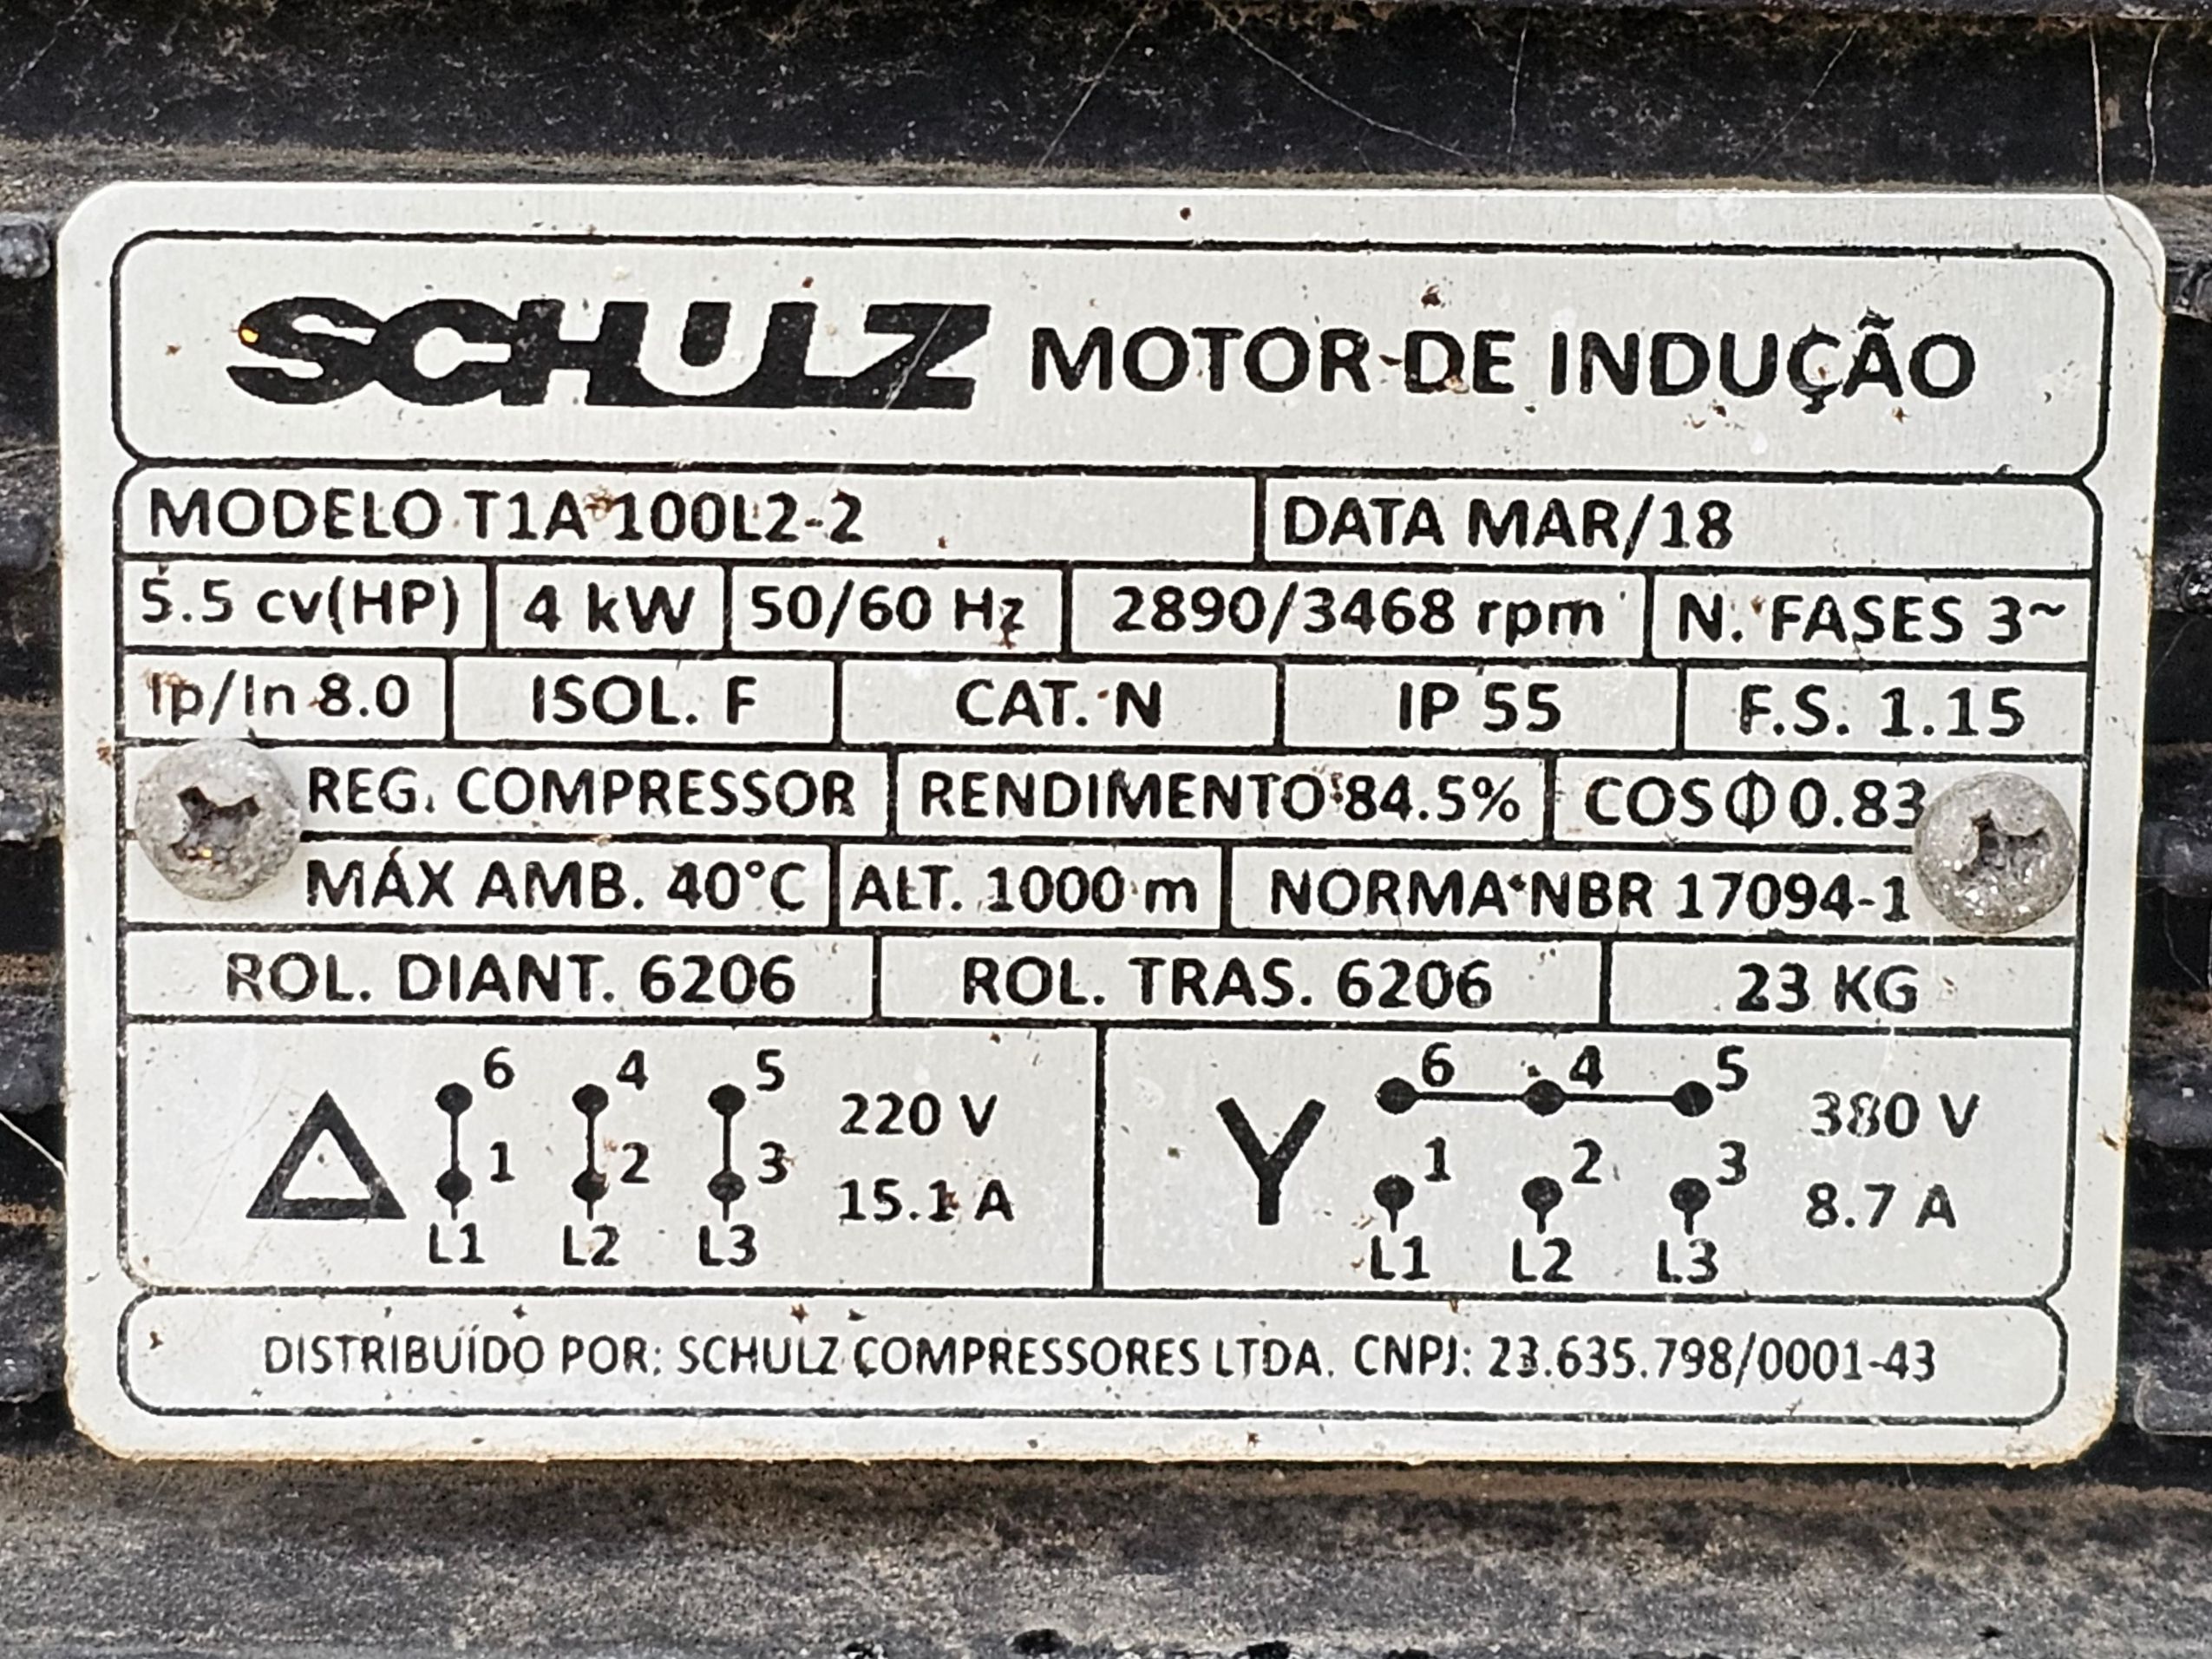 SCHULZ MOTOR DE INDUÇÃO
MODELO T1A 100L2-2 DATA MAR/18
5.5 cv(HP) 4 kW 50/60 Hz 2890/3468 rpm N. FASES 3~
Ip/In 8.0 ISOL. F CAT. N IP 55 F.S. 1.15
REG. COMPRESSOR RENDIMENTO 84.5% COS Φ 0.83
MÁX AMB. 40°C ALT. 1000 m NORMA NBR 17094-1
ROL. DIANT. 6206 ROL. TRAS. 6206 23 KG
6 4 5 220 V
1 2 3 15.1 A
L1 L2 L3
6 4 5 380 V
Y 1 2 3 8.7 A
L1 L2 L3
DISTRIBUÍDO POR: SCHULZ COMPRESSORES LTDA. CNPJ: 23.635.798/0001-43